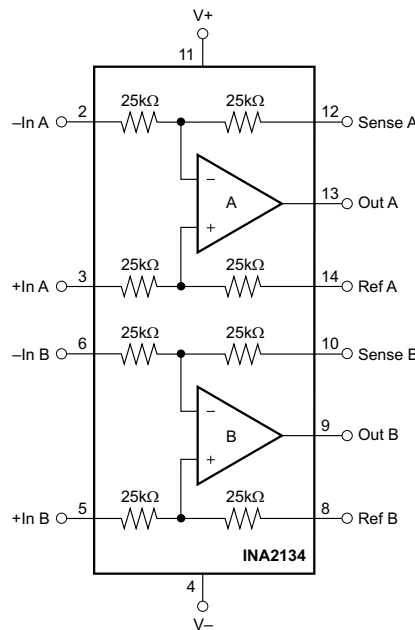 V+
11
25kΩ 25kΩ
–In A 2 12 Sense A
–
A 13 Out A
+
25kΩ 25kΩ
+In A 3 14 Ref A
25kΩ 25kΩ
–In B 6 10 Sense B
–
B 9 Out B
+
25kΩ 25kΩ
+In B 5 8 Ref B
INA2134
4
V–